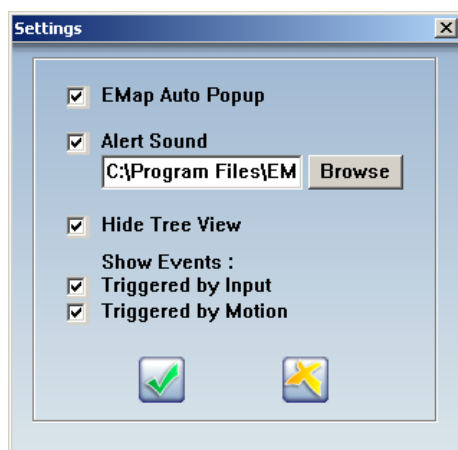 Settings
EMap Auto Popup
Alert Sound
C:\Program Files\EM
Browse
Hide Tree View
Show Events :
Triggered by Input
Triggered by Motion